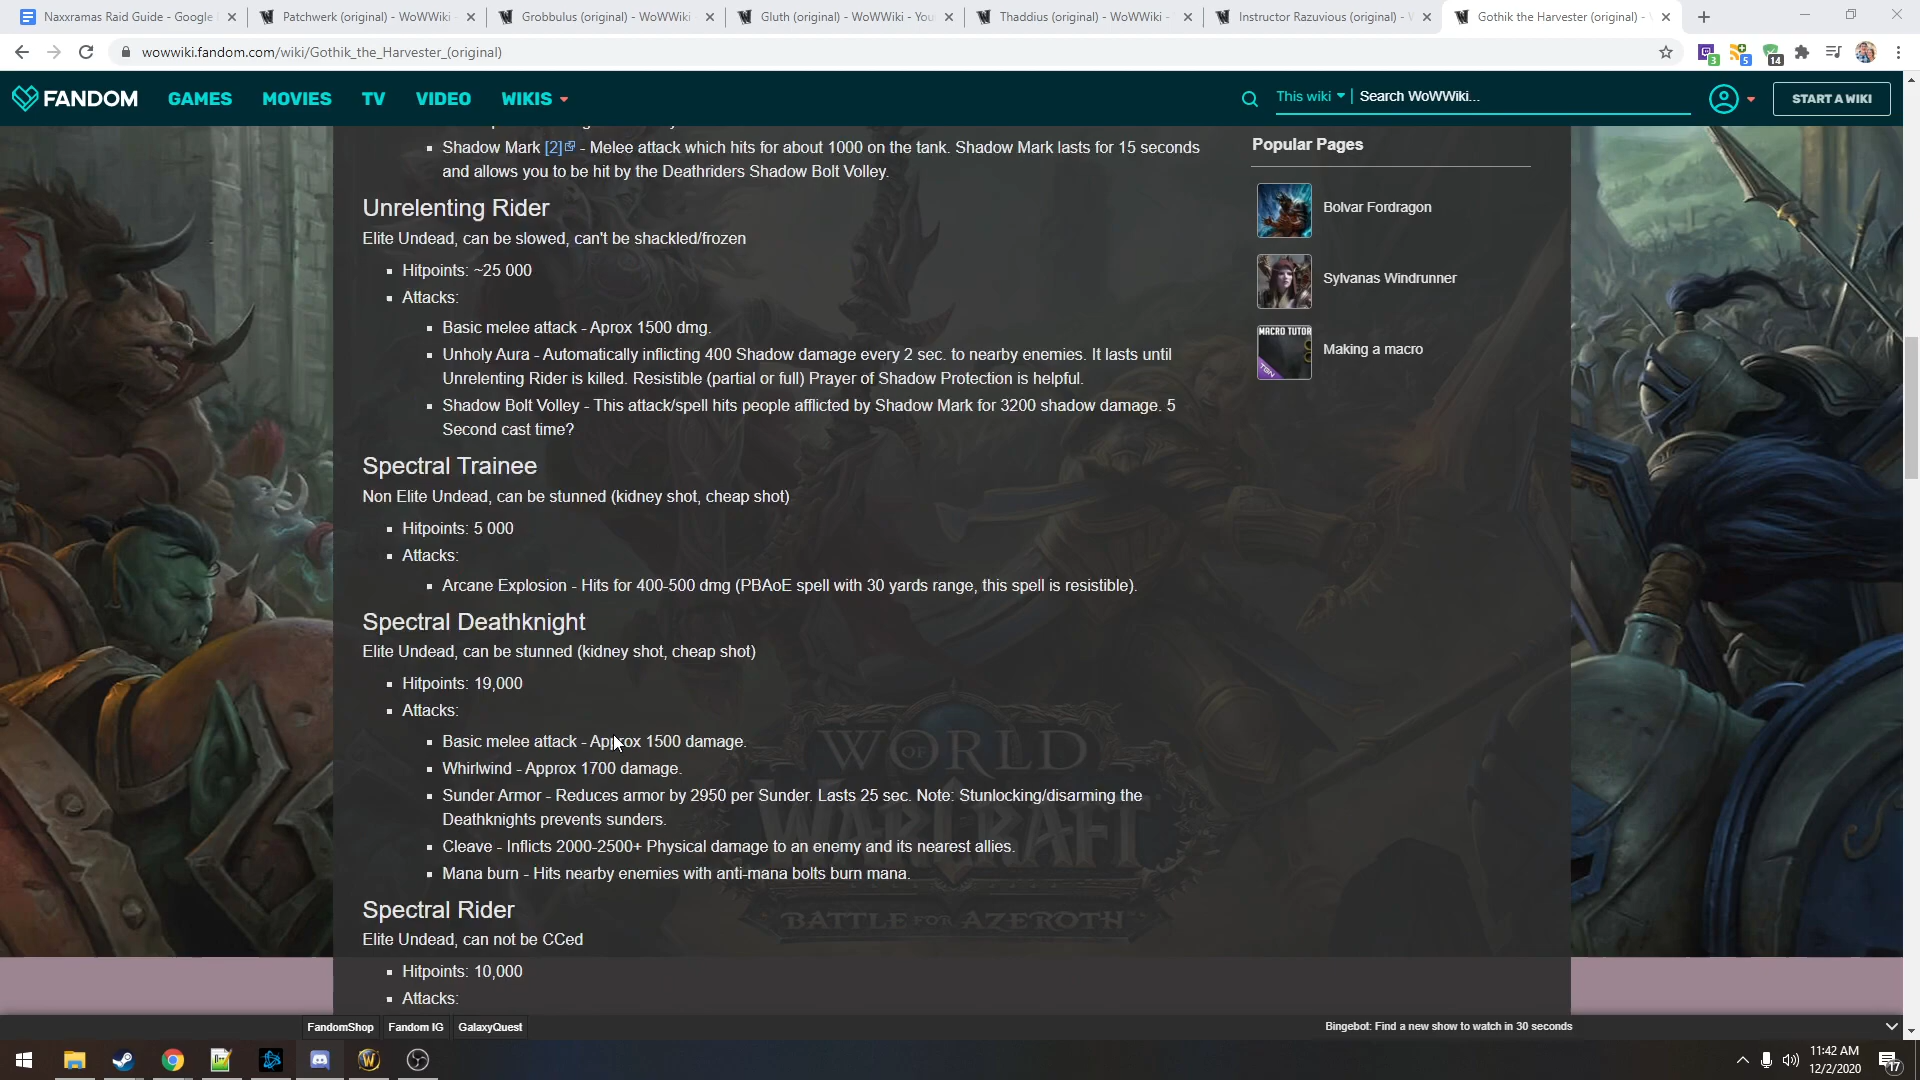 Naxxramas Raid Guide - Google
Patchwerk (original) - WoWWiki -
Grobbulus (original) - WoWWiki
Gluth (original) - WoWWiki - You
Thaddius (original) - WoWWiki -
Instructor Razuvious (original) -
Gothik the Harvester (original) -
wowwiki.fandom.com/wiki/Gothik_the_Harvester_(original)
3
5
14
FANDOM
GAMES
MOVIES
TV
VIDEO
WIKIS
This wiki
Search WoWWiki...
START A WIKI
Shadow Mark [2] - Melee attack which hits for about 1000 on the tank. Shadow Mark lasts for 15 seconds
and allows you to be hit by the Deathriders Shadow Bolt Volley.
Unrelenting Rider
Elite Undead, can be slowed, can't be shackled/frozen
Hitpoints: ~25 000
Attacks:
Basic melee attack - Aprox 1500 dmg.
Unholy Aura - Automatically inflicting 400 Shadow damage every 2 sec. to nearby enemies. It lasts until
Unrelenting Rider is killed. Resistible (partial or full) Prayer of Shadow Protection is helpful.
Shadow Bolt Volley - This attack/spell hits people afflicted by Shadow Mark for 3200 shadow damage. 5
Second cast time?
Spectral Trainee
Non Elite Undead, can be stunned (kidney shot, cheap shot)
Hitpoints: 5 000
Attacks:
Arcane Explosion - Hits for 400-500 dmg (PBAoE spell with 30 yards range, this spell is resistible).
Spectral Deathknight
Elite Undead, can be stunned (kidney shot, cheap shot)
Hitpoints: 19,000
Attacks:
Basic melee attack - Approx 1500 damage.
Whirlwind - Approx 1700 damage.
Sunder Armor - Reduces armor by 2950 per Sunder. Lasts 25 sec. Note: Stunlocking/disarming the
Deathknights prevents sunders.
Cleave - Inflicts 2000-2500+ Physical damage to an enemy and its nearest allies.
Mana burn - Hits nearby enemies with anti-mana bolts burn mana.
Spectral Rider
Elite Undead, can not be CCed
Hitpoints: 10,000
Attacks:
Popular Pages
Bolvar Fordragon
Sylvanas Windrunner
MACRO TUTOR
TGN
Making a macro
WORLD
OF
WARCRAFT
BATTLE FOR AZEROTH
FandomShop
Fandom IG
GalaxyQuest
Bingebot: Find a new show to watch in 30 seconds
11:42 AM
12/2/2020
17